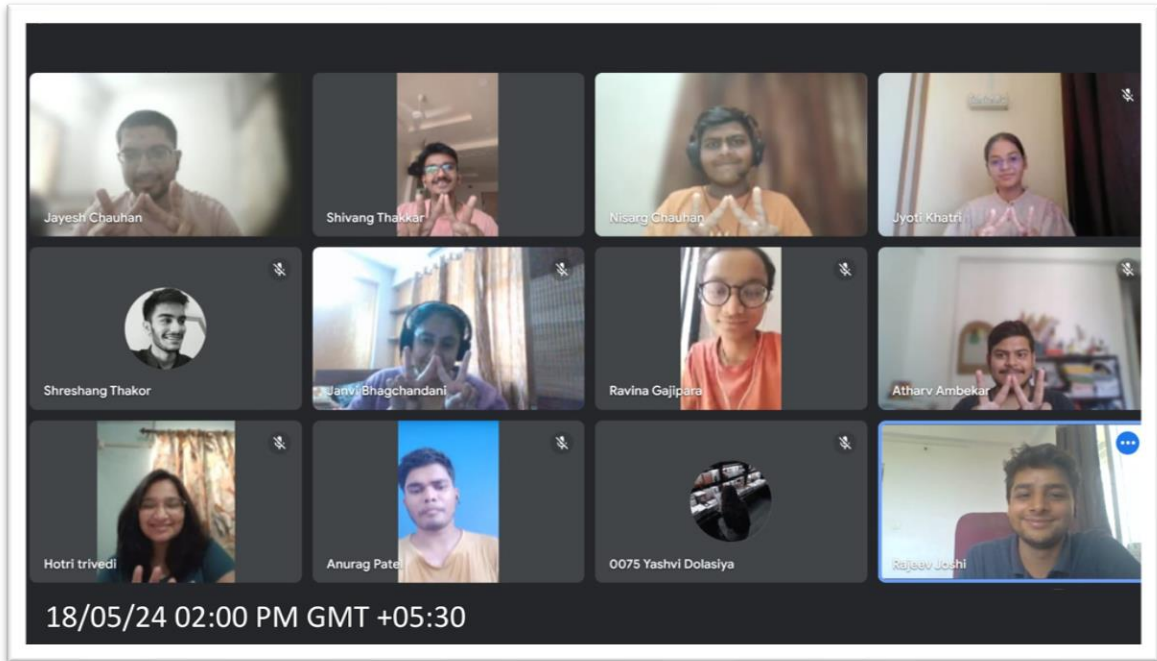 Jayesh Chauhan
Shivang Thakkar
Nisarg Chauhan
Jyoti Khatri
Shreshang Thakor
Janvi Bhagchandani
Ravina Gajipara
Atharv Ambekar
Hotri trivedi
Anurag Patel
0075 Yashvi Dolasiya
Rajeev Joshi
18/05/24 02:00 PM GMT +05:30